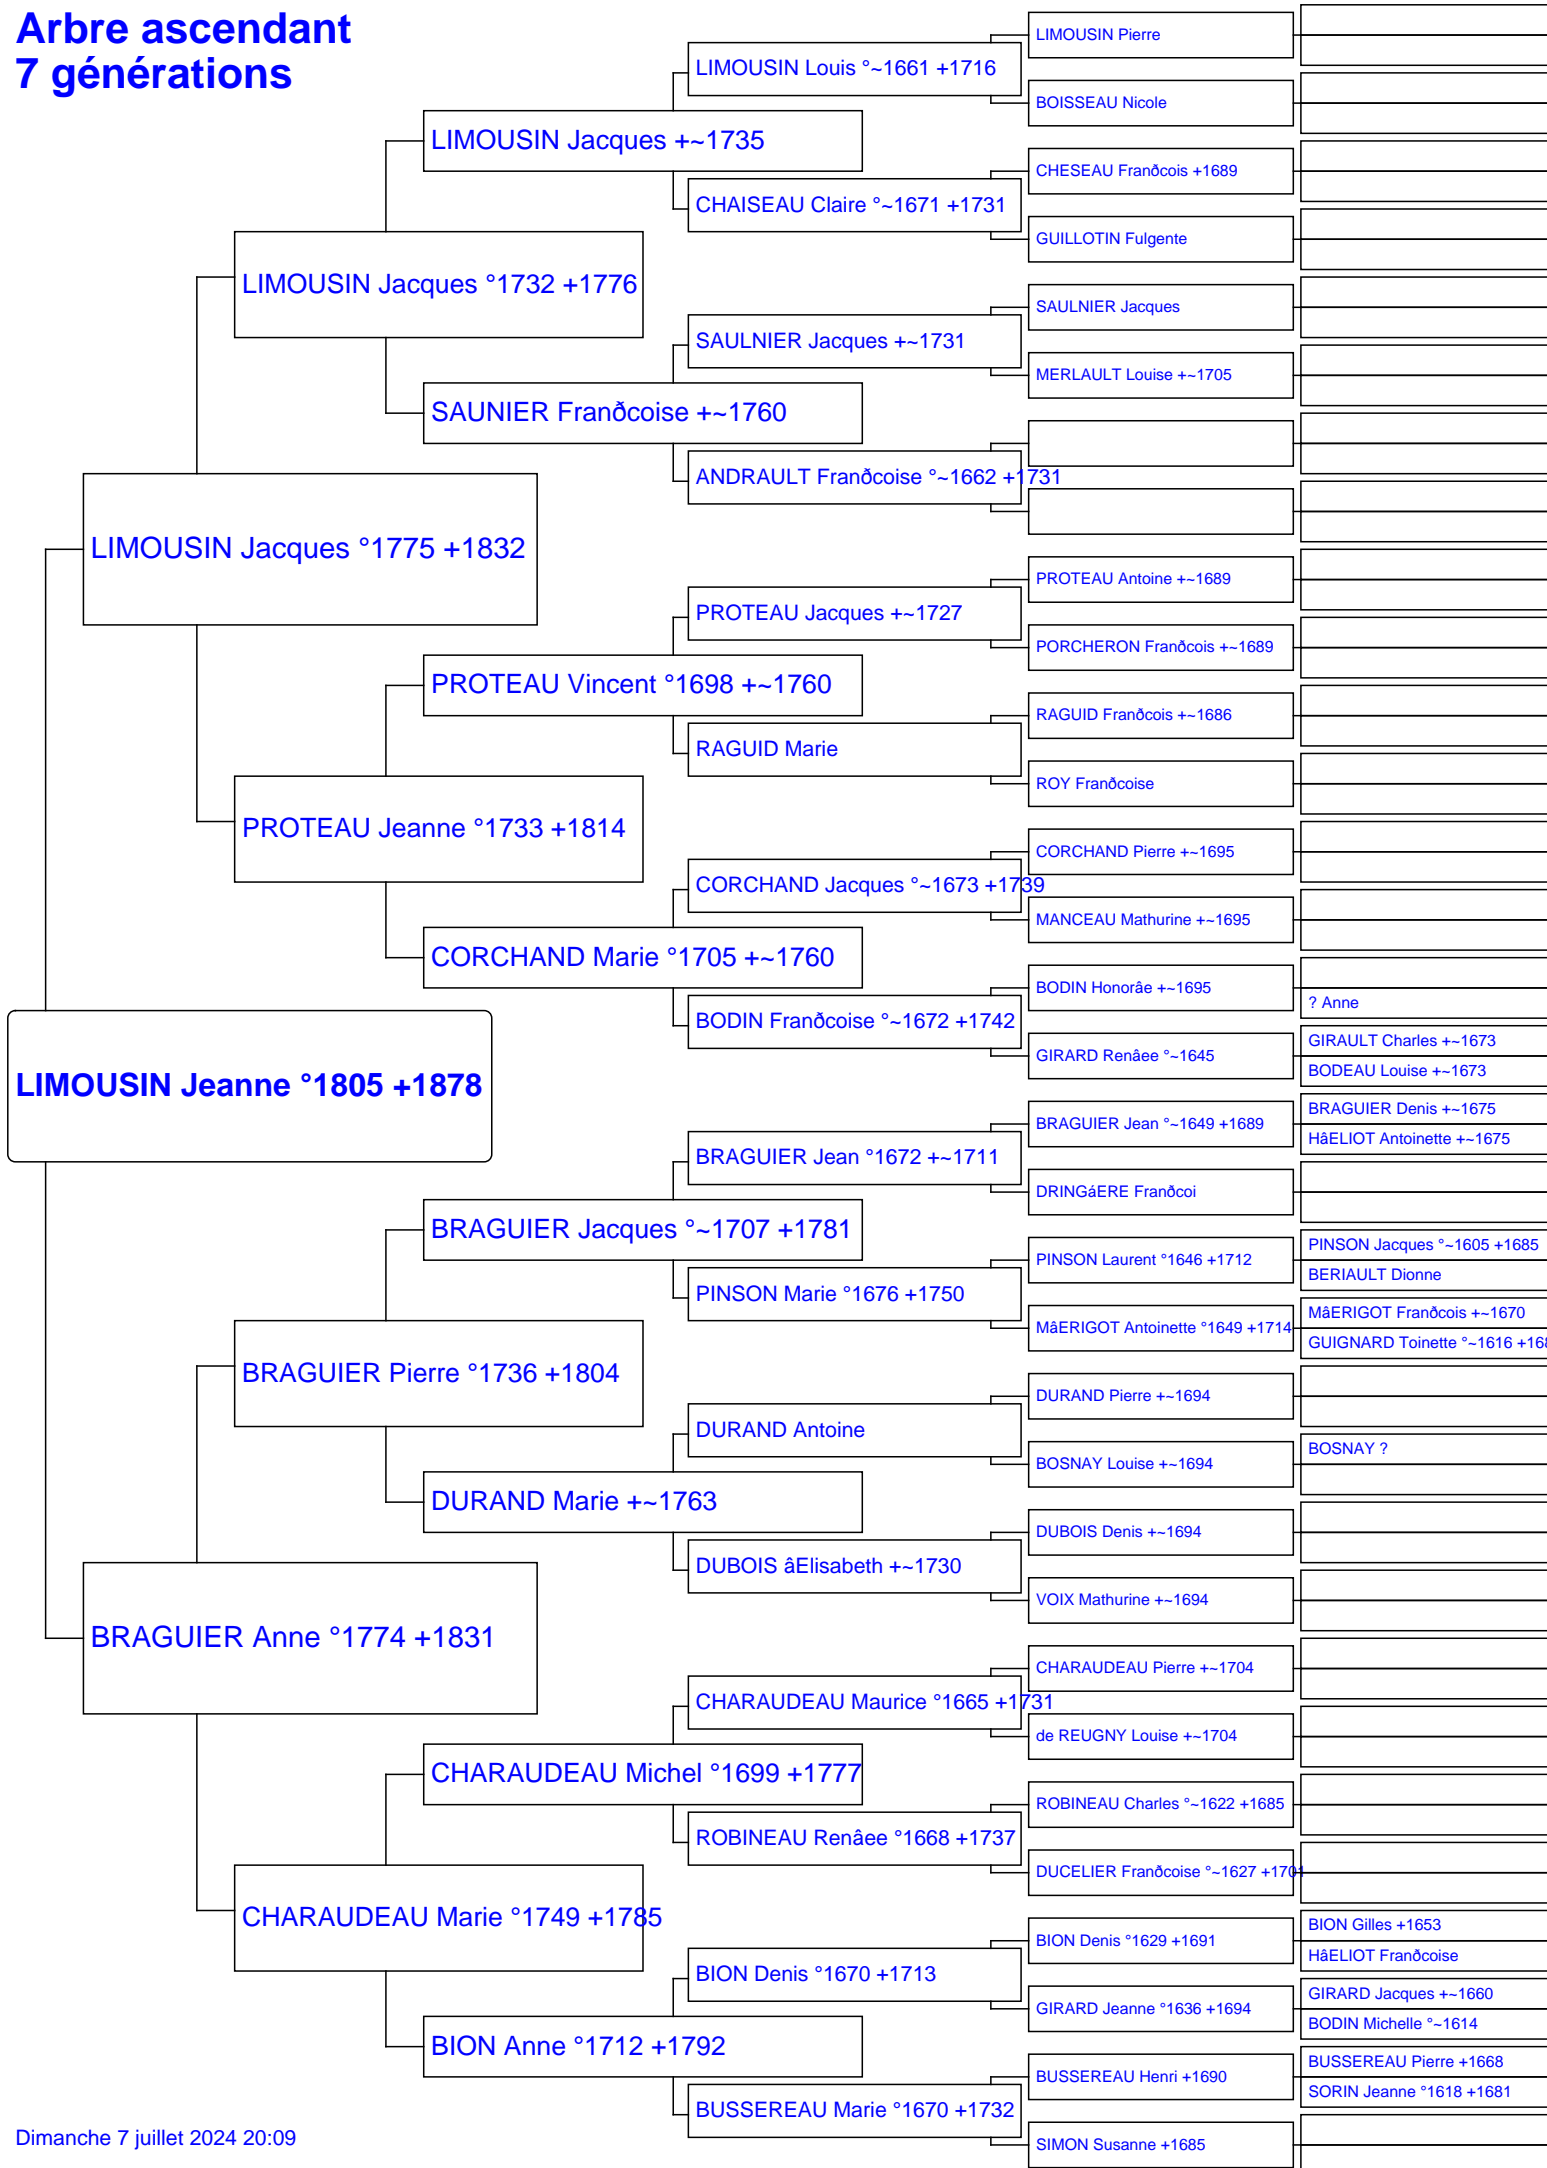 Arbre ascendant
7 générations
LIMOUSIN Jeanne °1805 +1878
LIMOUSIN Jacques °1775 +1832
BRAGUIER Anne °1774 +1831
LIMOUSIN Jacques °1732 +1776
PROTEAU Jeanne °1733 +1814
BRAGUIER Pierre °1736 +1804
CHARAUDEAU Marie °1749 +1785
LIMOUSIN Jacques +~1735
SAUNIER Franðcoise +~1760
PROTEAU Vincent °1698 +~1760
CORCHAND Marie °1705 +~1760
BRAGUIER Jacques °~1707 +1781
DURAND Marie +~1763
CHARAUDEAU Michel °1699 +1777
BION Anne °1712 +1792
LIMOUSIN Louis °~1661 +1716
CHAISEAU Claire °~1671 +1731
SAULNIER Jacques +~1731
ANDRAULT Franðcoise °~1662 +1731
PROTEAU Jacques +~1727
RAGUID Marie
CORCHAND Jacques °~1673 +1739
BODIN Franðcoise °~1672 +1742
BRAGUIER Jean °1672 +~1711
PINSON Marie °1676 +1750
DURAND Antoine
DUBOIS âElisabeth +~1730
CHARAUDEAU Maurice °1665 +1731
ROBINEAU Renâee °1668 +1737
BION Denis °1670 +1713
BUSSEREAU Marie °1670 +1732
LIMOUSIN Pierre
BOISSEAU Nicole
CHESEAU Franðcois +1689
GUILLOTIN Fulgente
SAULNIER Jacques
MERLAULT Louise +~1705
PROTEAU Antoine +~1689
PORCHERON Franðcois +~1689
RAGUID Franðcois +~1686
ROY Franðcoise
CORCHAND Pierre +~1695
MANCEAU Mathurine +~1695
BODIN Honorâe +~1695
GIRARD Renâee °~1645
BRAGUIER Jean °~1649 +1689
DRINGáERE Franðcoi
PINSON Laurent °1646 +1712
MâERIGOT Antoinette °1649 +1714
DURAND Pierre +~1694
BOSNAY Louise +~1694
DUBOIS Denis +~1694
VOIX Mathurine +~1694
CHARAUDEAU Pierre +~1704
de REUGNY Louise +~1704
ROBINEAU Charles °~1622 +1685
DUCELIER Franðcoise °~1627 +1701
BION Denis °1629 +1691
GIRARD Jeanne °1636 +1694
BUSSEREAU Henri +1690
SIMON Susanne +1685
? Anne
GIRAULT Charles +~1673
BODEAU Louise +~1673
BRAGUIER Denis +~1675
HâELIOT Antoinette +~1675
PINSON Jacques °~1605 +1685
BERIAULT Dionne
MâERIGOT Franðcois +~1670
GUIGNARD Toinette °~1616
BOSNAY ?
BION Gilles +1653
HâELIOT Franðcoise
GIRARD Jacques +~1660
BODIN Michelle °~1614
BUSSEREAU Pierre +1668
SORIN Jeanne °1618 +1681
Dimanche 7 juillet 2024 20:09